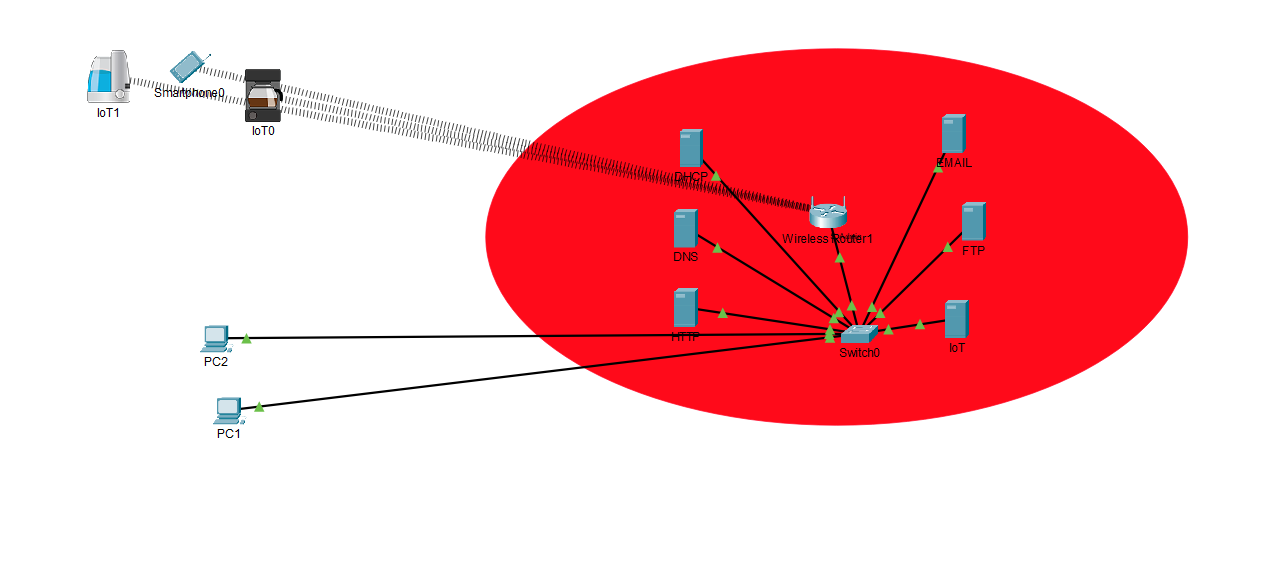 Smartphone0
IoT1
IoT0
EMAIL
DHCP
Wireless Router1
FTP
DNS
HTTP
IoT
Switch0
PC2
PC1